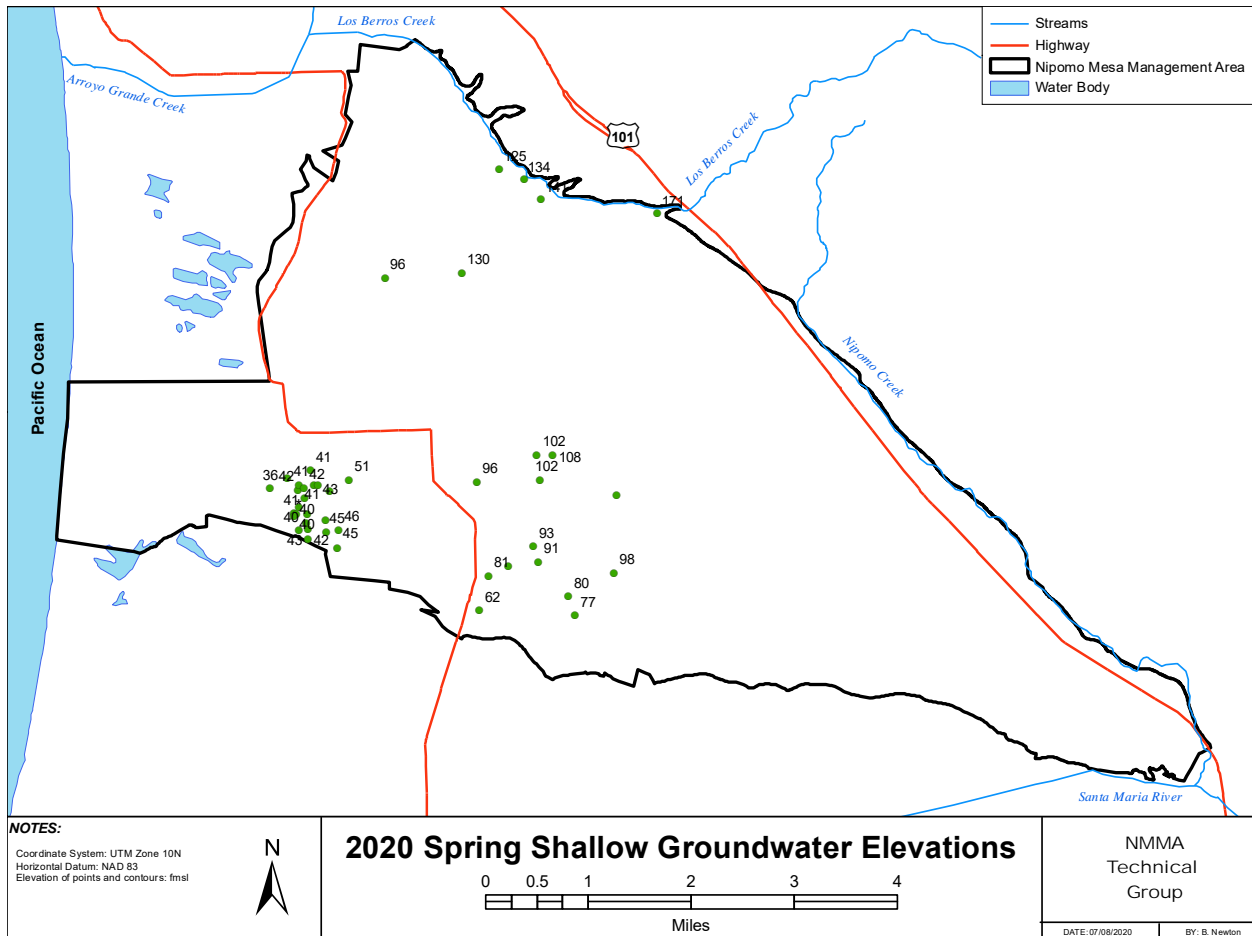 Los Berros Creek
Streams
Highway
Nipomo Mesa Management Area
Water Body
Arroyo Grande Creek
101
Los Berros Creek
125
134
171
96
130
Nipomo Creek
Pacific Ocean
41
51
36
42
41
42
43
41
41
40
40
40
45
46
45
43
42
102
108
102
96
93
91
81
98
80
77
62
Santa Maria River
NOTES:
Coordinate System: UTM Zone 10N
Horizontal Datum: NAD 83
Elevation of points and contours: fmsl
N
2020 Spring Shallow Groundwater Elevations
0 0.5 1 2 3 4
Miles
NMMA
Technical
Group
DATE: 07/08/2020
BY: B. Newton